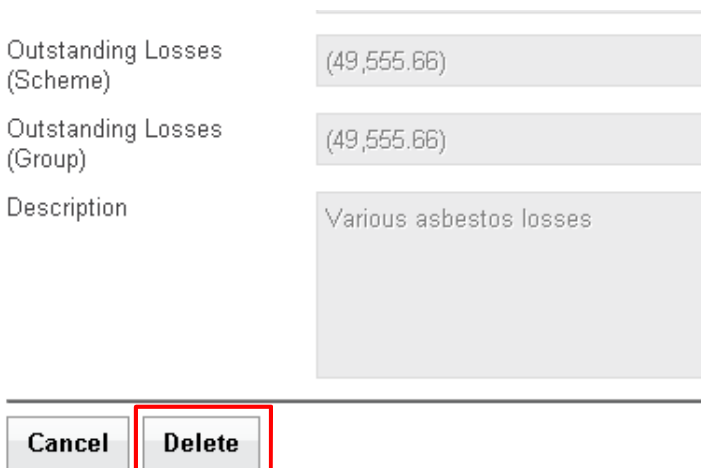 Outstanding Losses
(Scheme)
(49,555.66)
Outstanding Losses
(Group)
(49,555.66)
Description
Various asbestos losses
Cancel
Delete